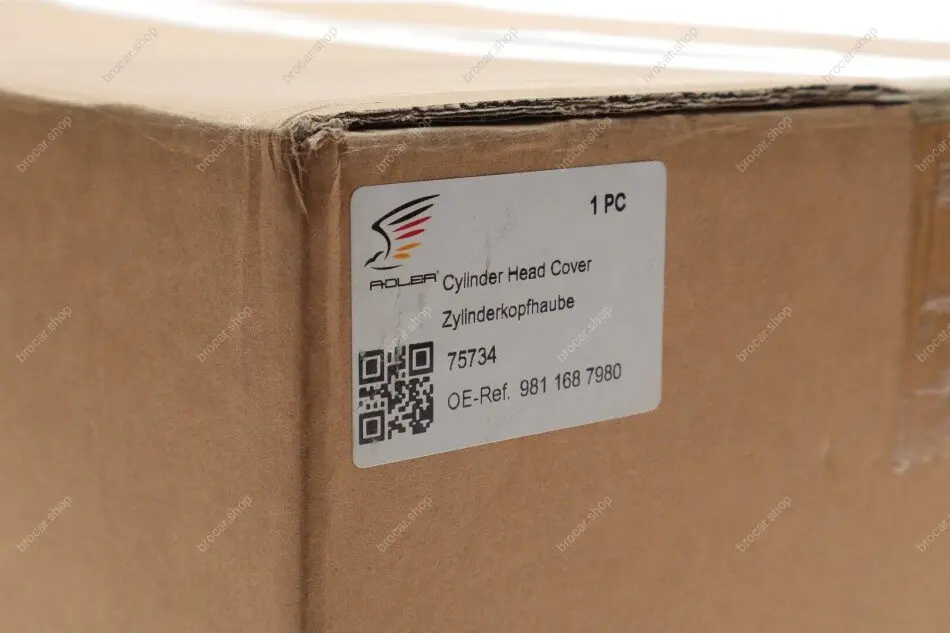 1 PC
ADLER
Cylinder Head Cover
Zylinderkopfhaube
75734
OE-Ref. 981 168 7980
brocar.shop